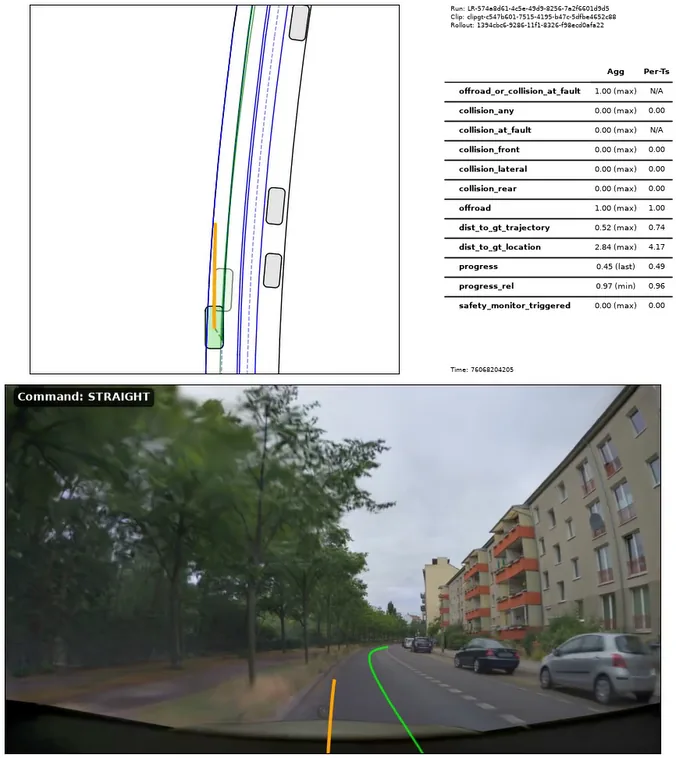 Run: LR-574a8d61-4c5e-49d9-8256-7a2f6601d9d5
Clip: clipgt-c547b601-7515-4195-b47c-5dfbe4652c88
Rollout: 1394cbc6-9286-11f1-8326-f98ecd0afa22
Agg Per-Ts
offroad_or_collision_at_fault 1.00 (max) N/A
collision_any 0.00 (max) 0.00
collision_at_fault 0.00 (max) N/A
collision_front 0.00 (max) 0.00
collision_lateral 0.00 (max) 0.00
collision_rear 0.00 (max) 0.00
offroad 1.00 (max) 1.00
dist_to_gt_trajectory 0.52 (max) 0.74
dist_to_gt_location 2.84 (max) 4.17
progress 0.45 (last) 0.49
progress_rel 0.97 (min) 0.96
safety_monitor_triggered 0.00 (max) 0.00
Time: 76068204205
Command: STRAIGHT